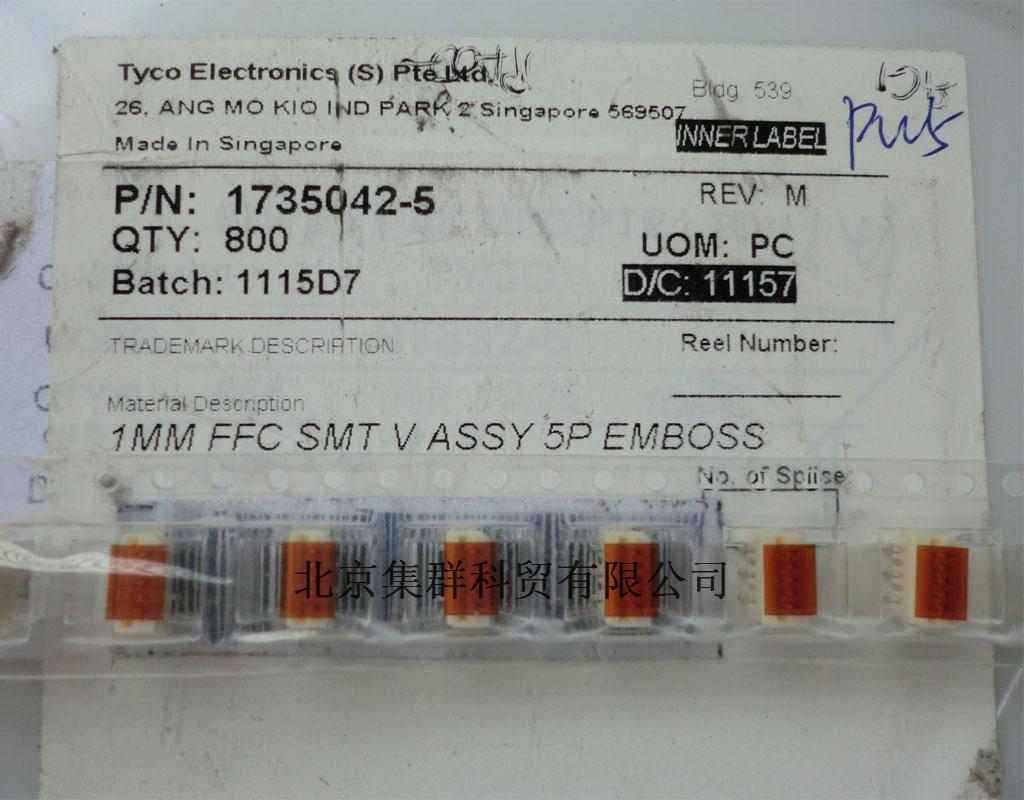 Tyco Electronics (S) Pte Ltd.
26, ANG MO KIO IND PARK 2 Singapore 569507
Bldg 539
Made In Singapore
INNER LABEL
P/N: 1735042-5
REV: M
QTY: 800
UOM: PC
Batch: 1115D7
D/C: 11157
TRADEMARK DESCRIPTION
Reel Number:
Material Description
1MM FFC SMT V ASSY 5P EMBOSS
No. of Splise
北京集群科贸有限公司